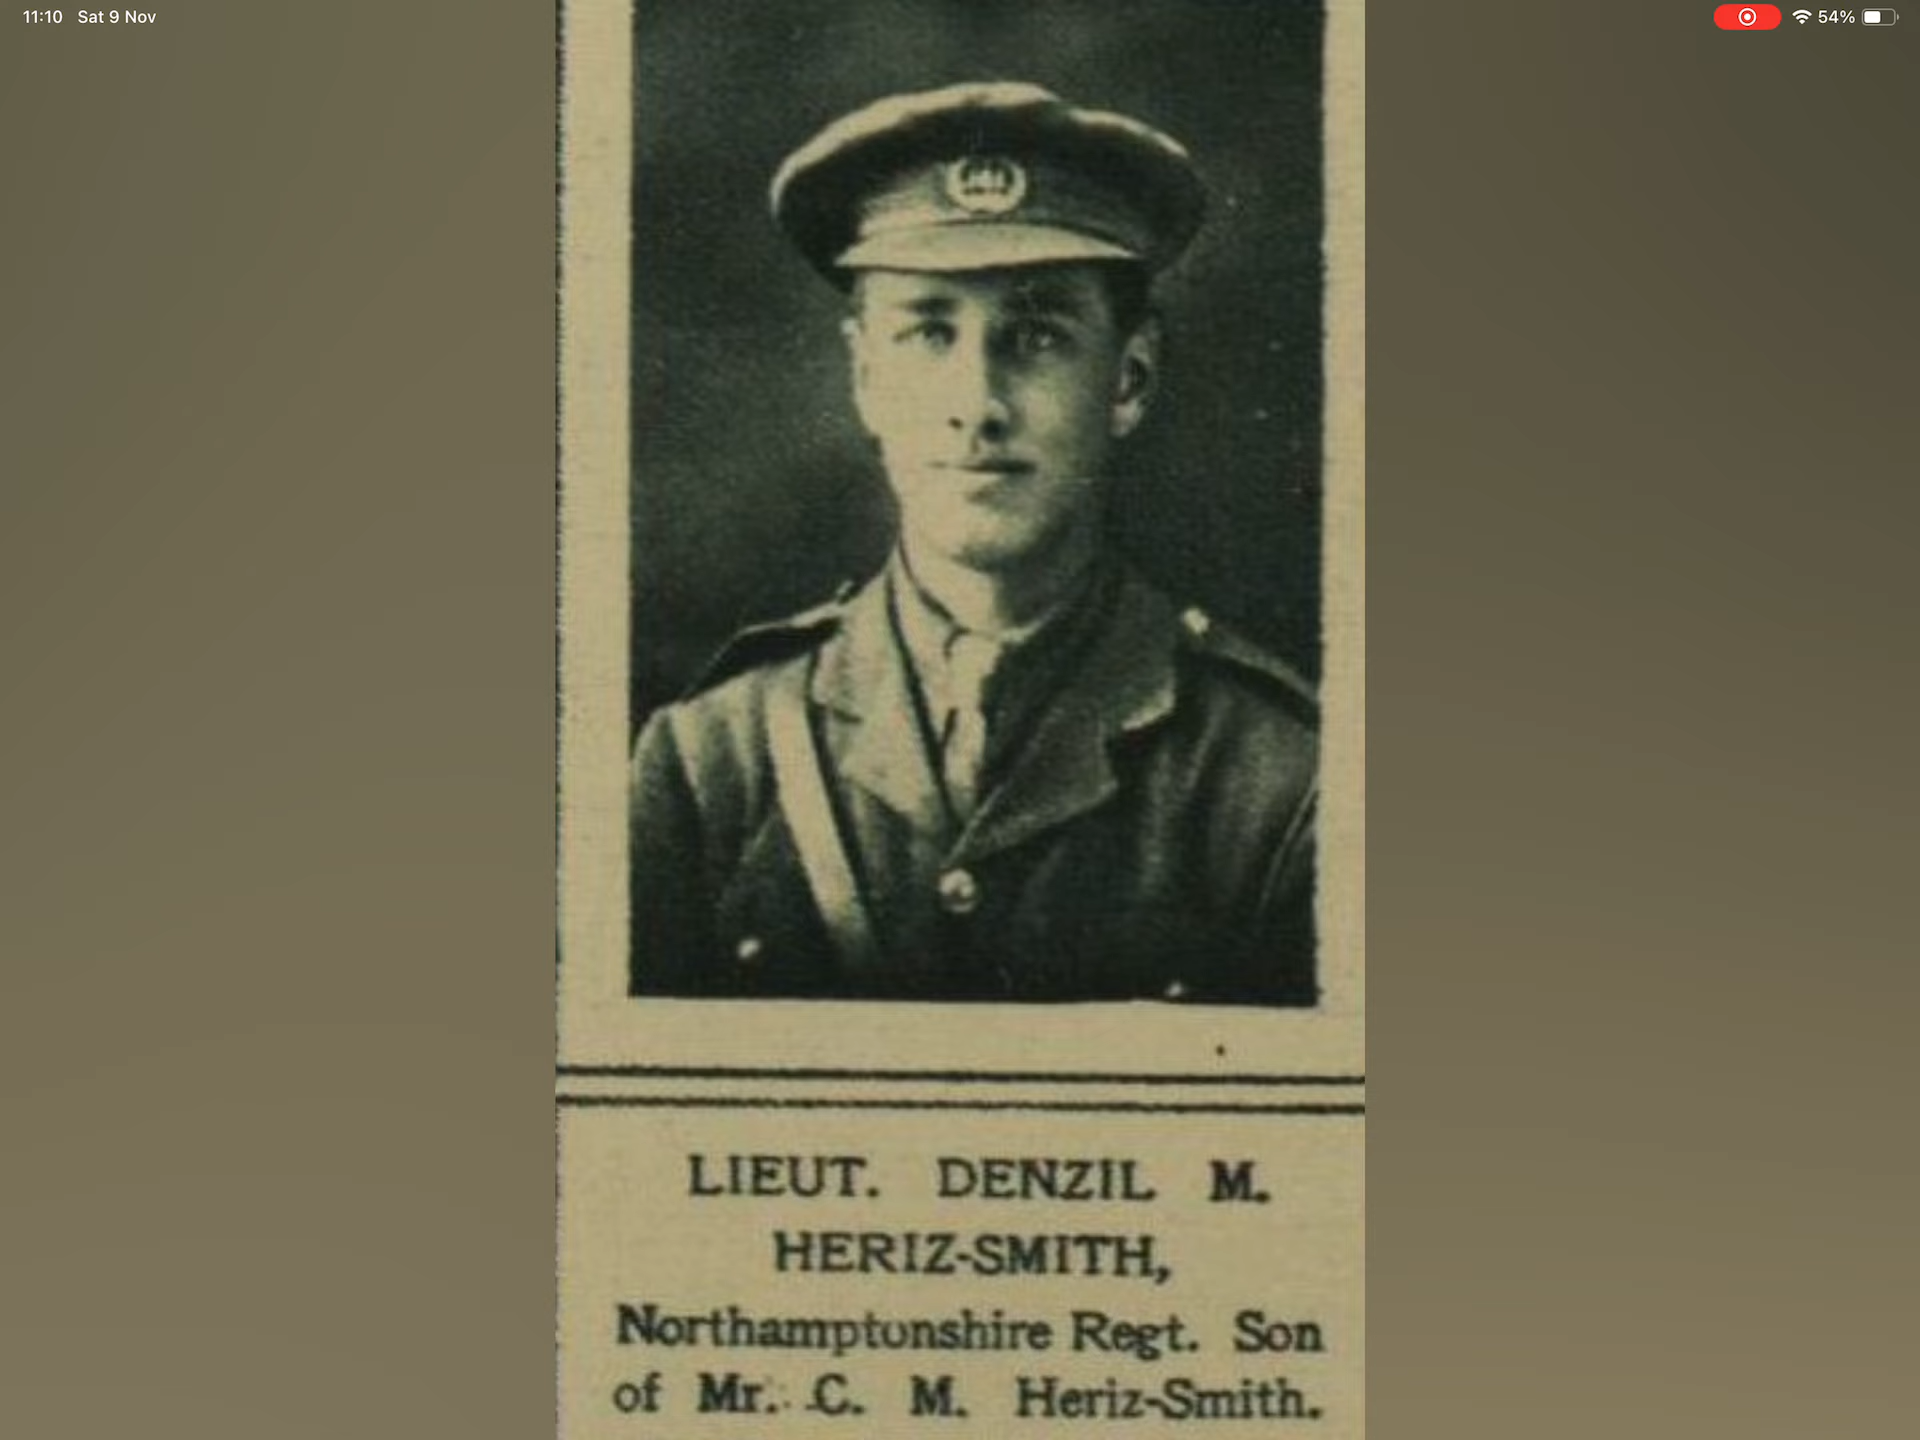 11:10 Sat 9 Nov 54%
LIEUT. DENZIL M.
HERIZ-SMITH,
Northamptonshire Regt. Son
of Mr. C. M. Heriz-Smith.